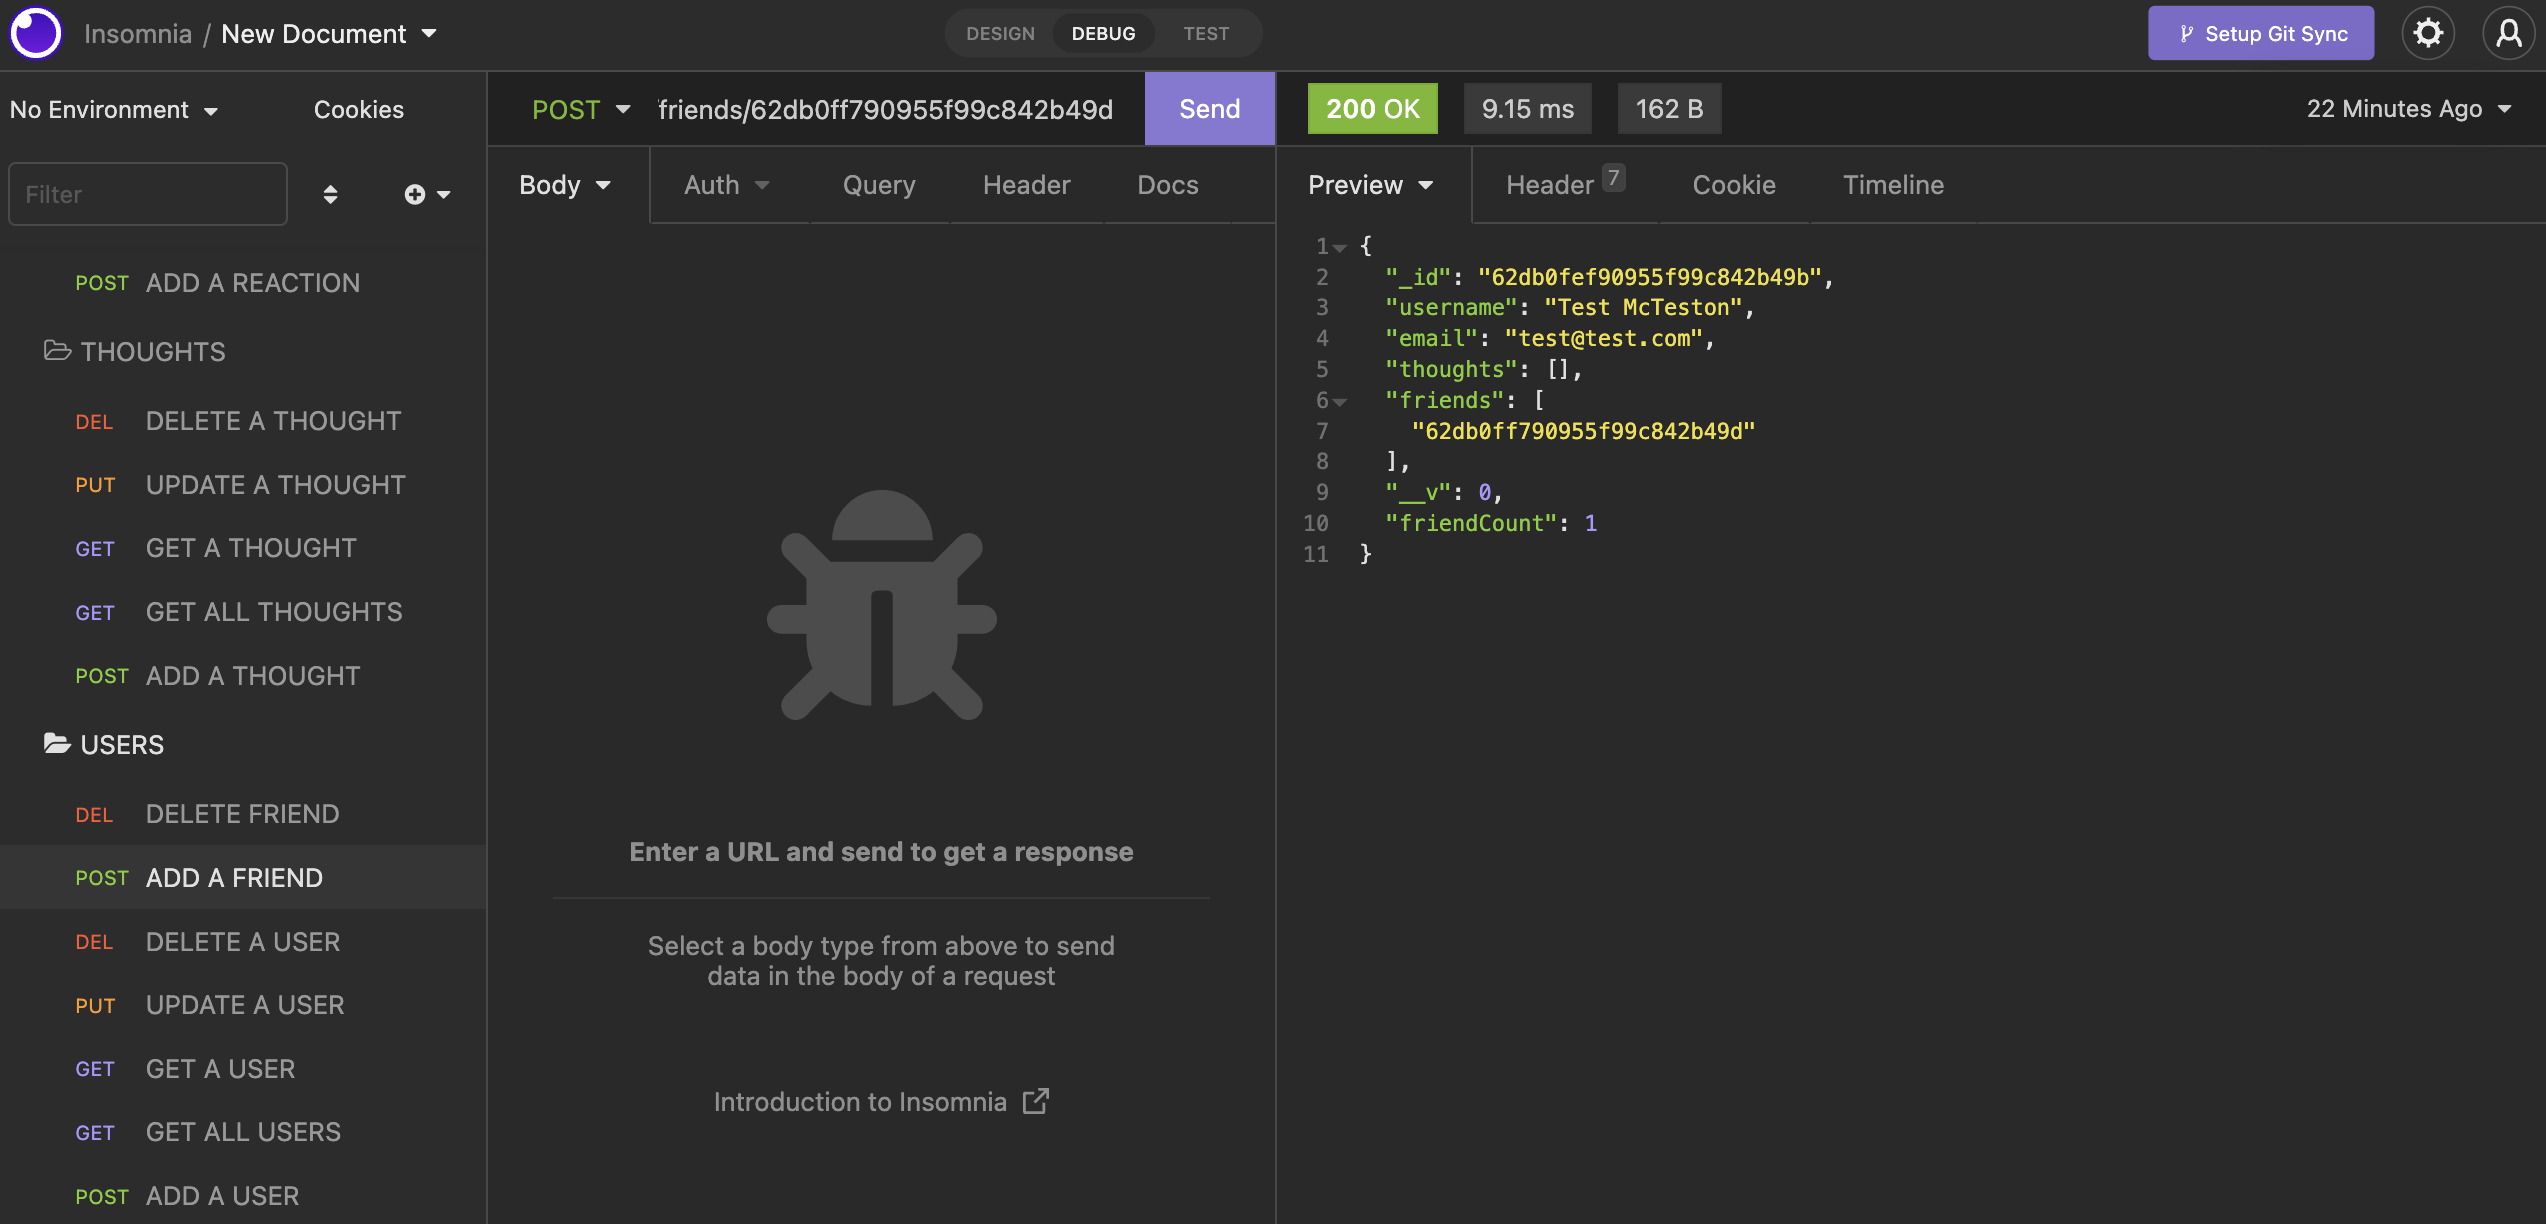 Insomnia / New Document
DESIGN DEBUG TEST
Setup Git Sync
No Environment Cookies
Filter
POST ADD A REACTION
THOUGHTS
DEL DELETE A THOUGHT
PUT UPDATE A THOUGHT
GET GET A THOUGHT
GET GET ALL THOUGHTS
POST ADD A THOUGHT
USERS
DEL DELETE FRIEND
POST ADD A FRIEND
DEL DELETE A USER
PUT UPDATE A USER
GET GET A USER
GET GET ALL USERS
POST ADD A USER
POST /friends/62db0ff790955f99c842b49d Send
Body Auth Query Header Docs
Enter a URL and send to get a response
Select a body type from above to send
data in the body of a request
Introduction to Insomnia
200 OK 9.15 ms 162 B 22 Minutes Ago
Preview Header 7 Cookie Timeline
1 {
2 "_id": "62db0fef90955f99c842b49b",
3 "username": "Test McTeston",
4 "email": "test@test.com",
5 "thoughts": [],
6 "friends": [
7 "62db0ff790955f99c842b49d"
8 ],
9 "__v": 0,
10 "friendCount": 1
11 }